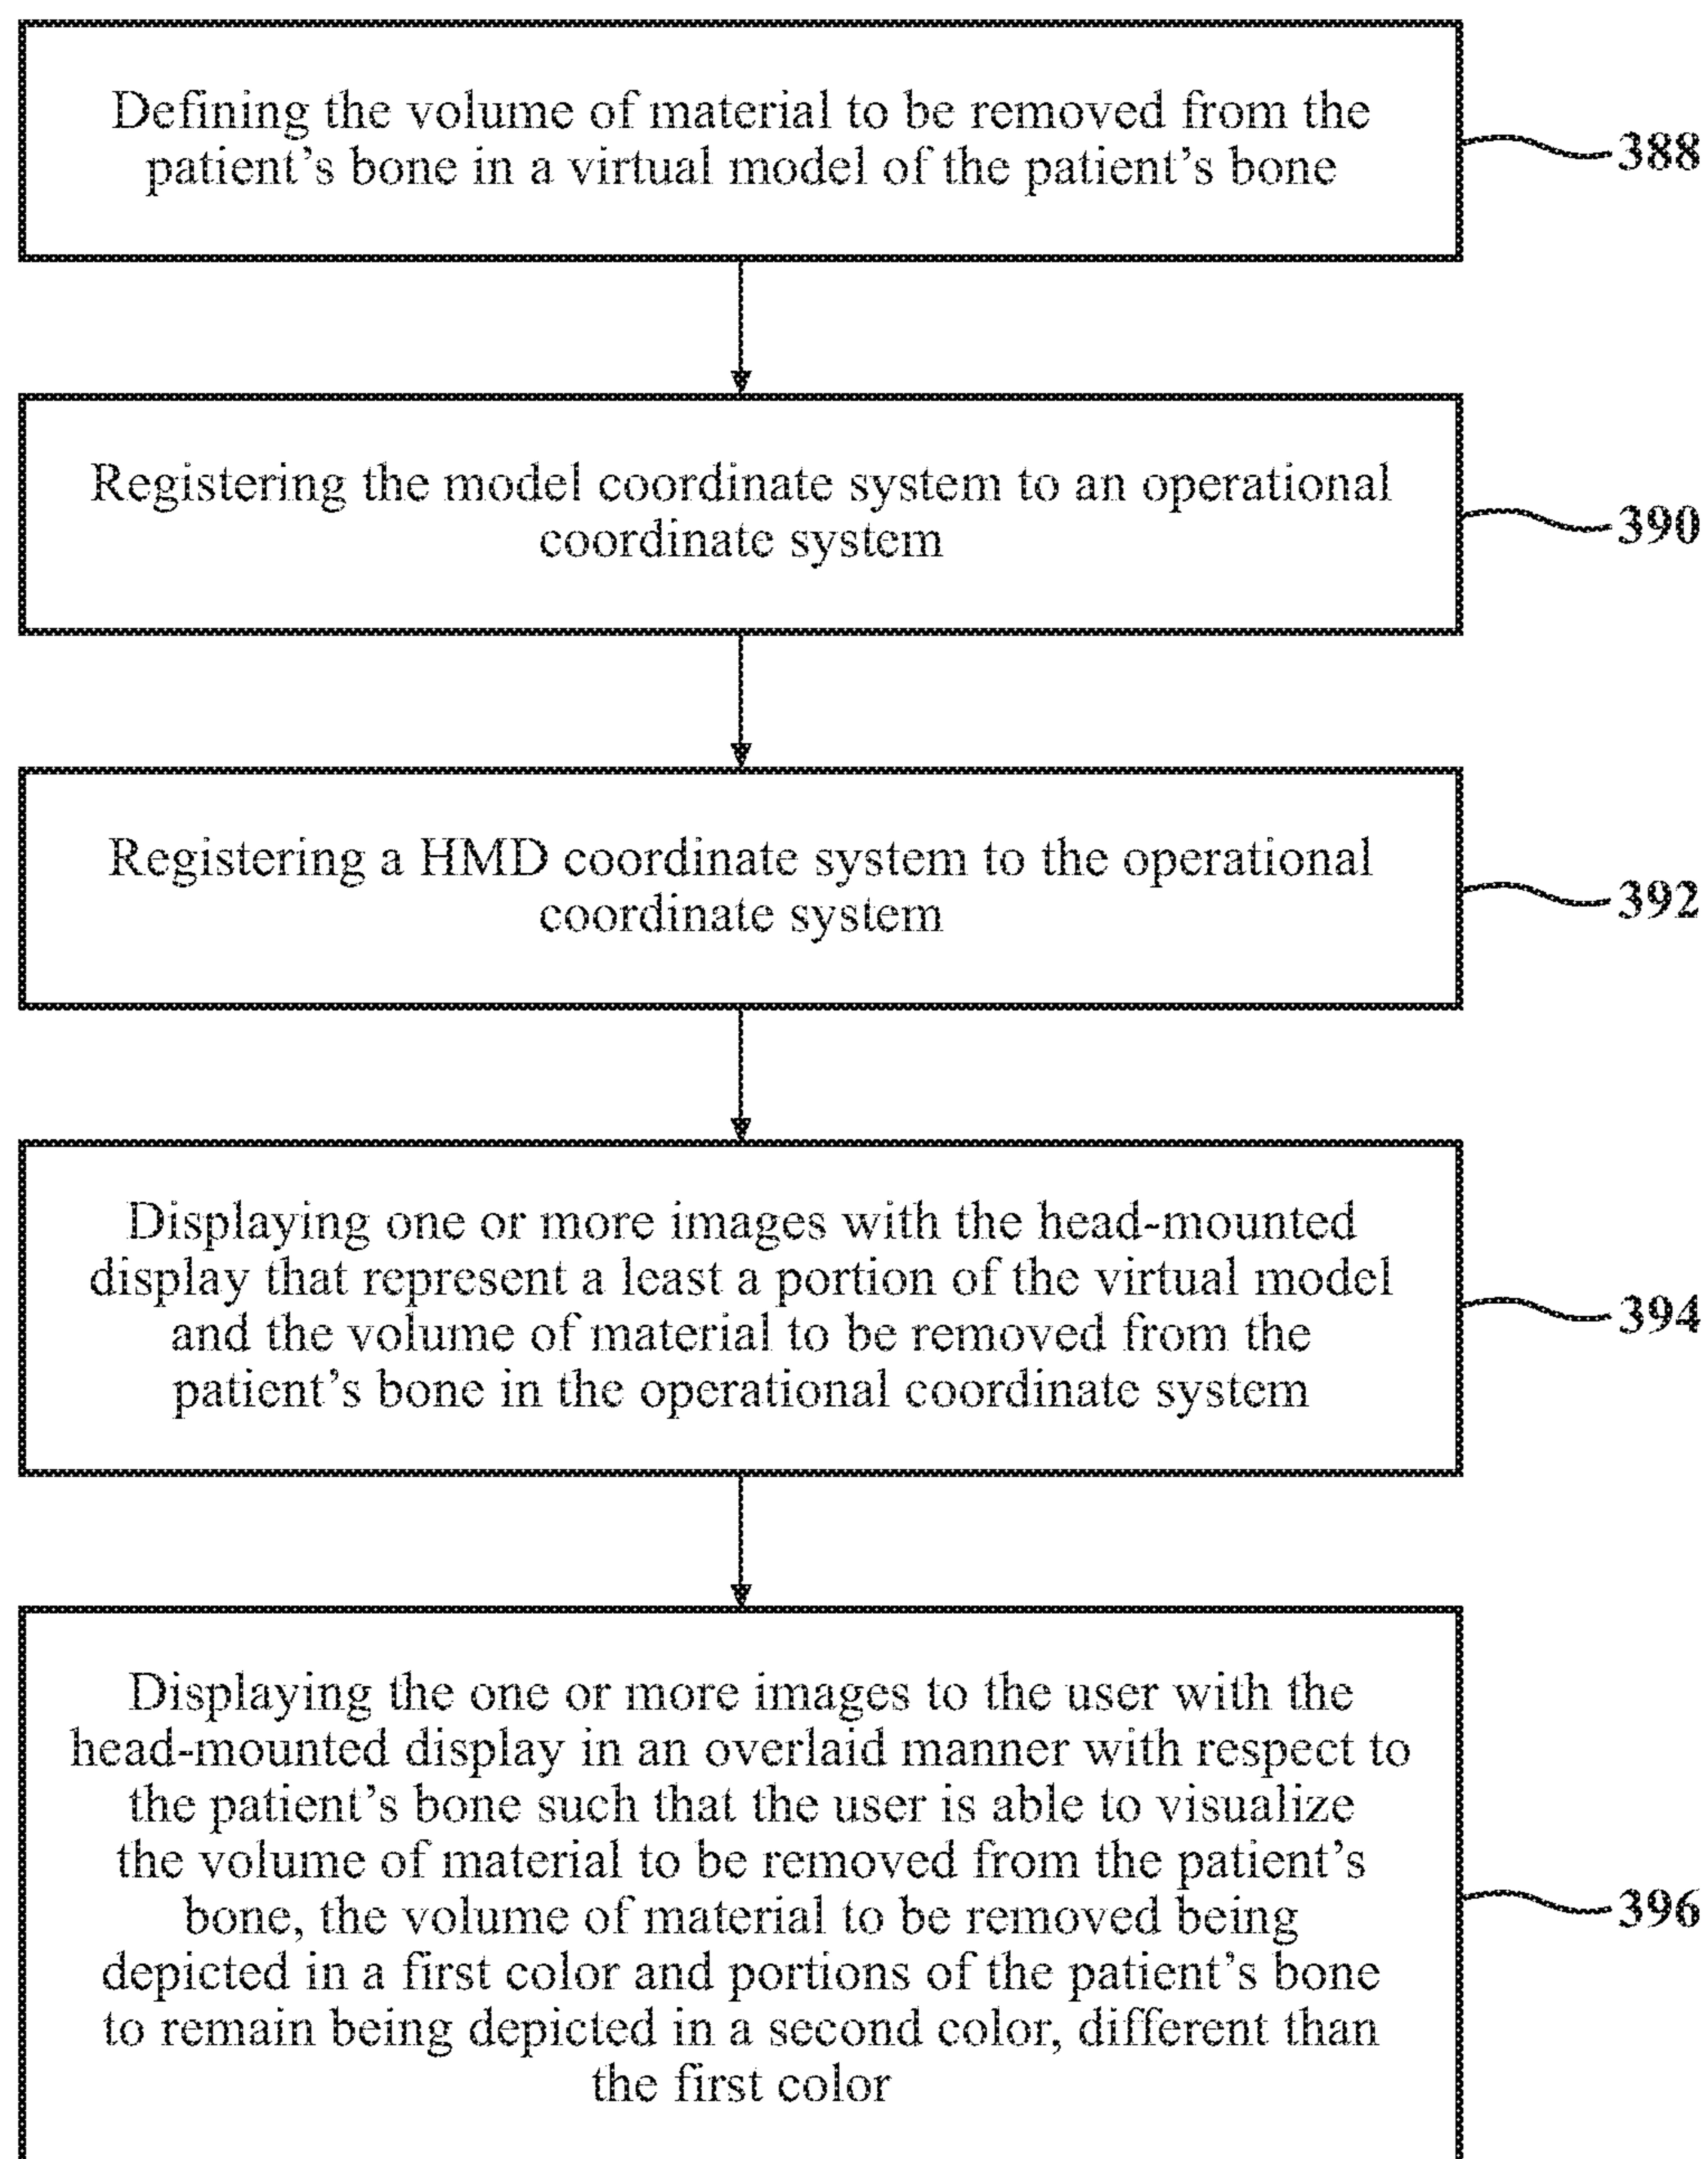 Defining the volume of material to be removed from the
patient's bone in a virtual model of the patient's bone
388
Registering the model coordinate system to an operational
coordinate system
390
Registering a HMD coordinate system to the operational
coordinate system
392
Displaying one or more images with the head-mounted
display that represent a least a portion of the virtual model
and the volume of material to be removed from the
patient's bone in the operational coordinate system
394
Displaying the one or more images to the user with the
head-mounted display in an overlaid manner with respect to
the patient's bone such that the user is able to visualize
the volume of material to be removed from the patient's
bone, the volume of material to be removed being
depicted in a first color and portions of the patient's bone
to remain being depicted in a second color, different than
the first color
396